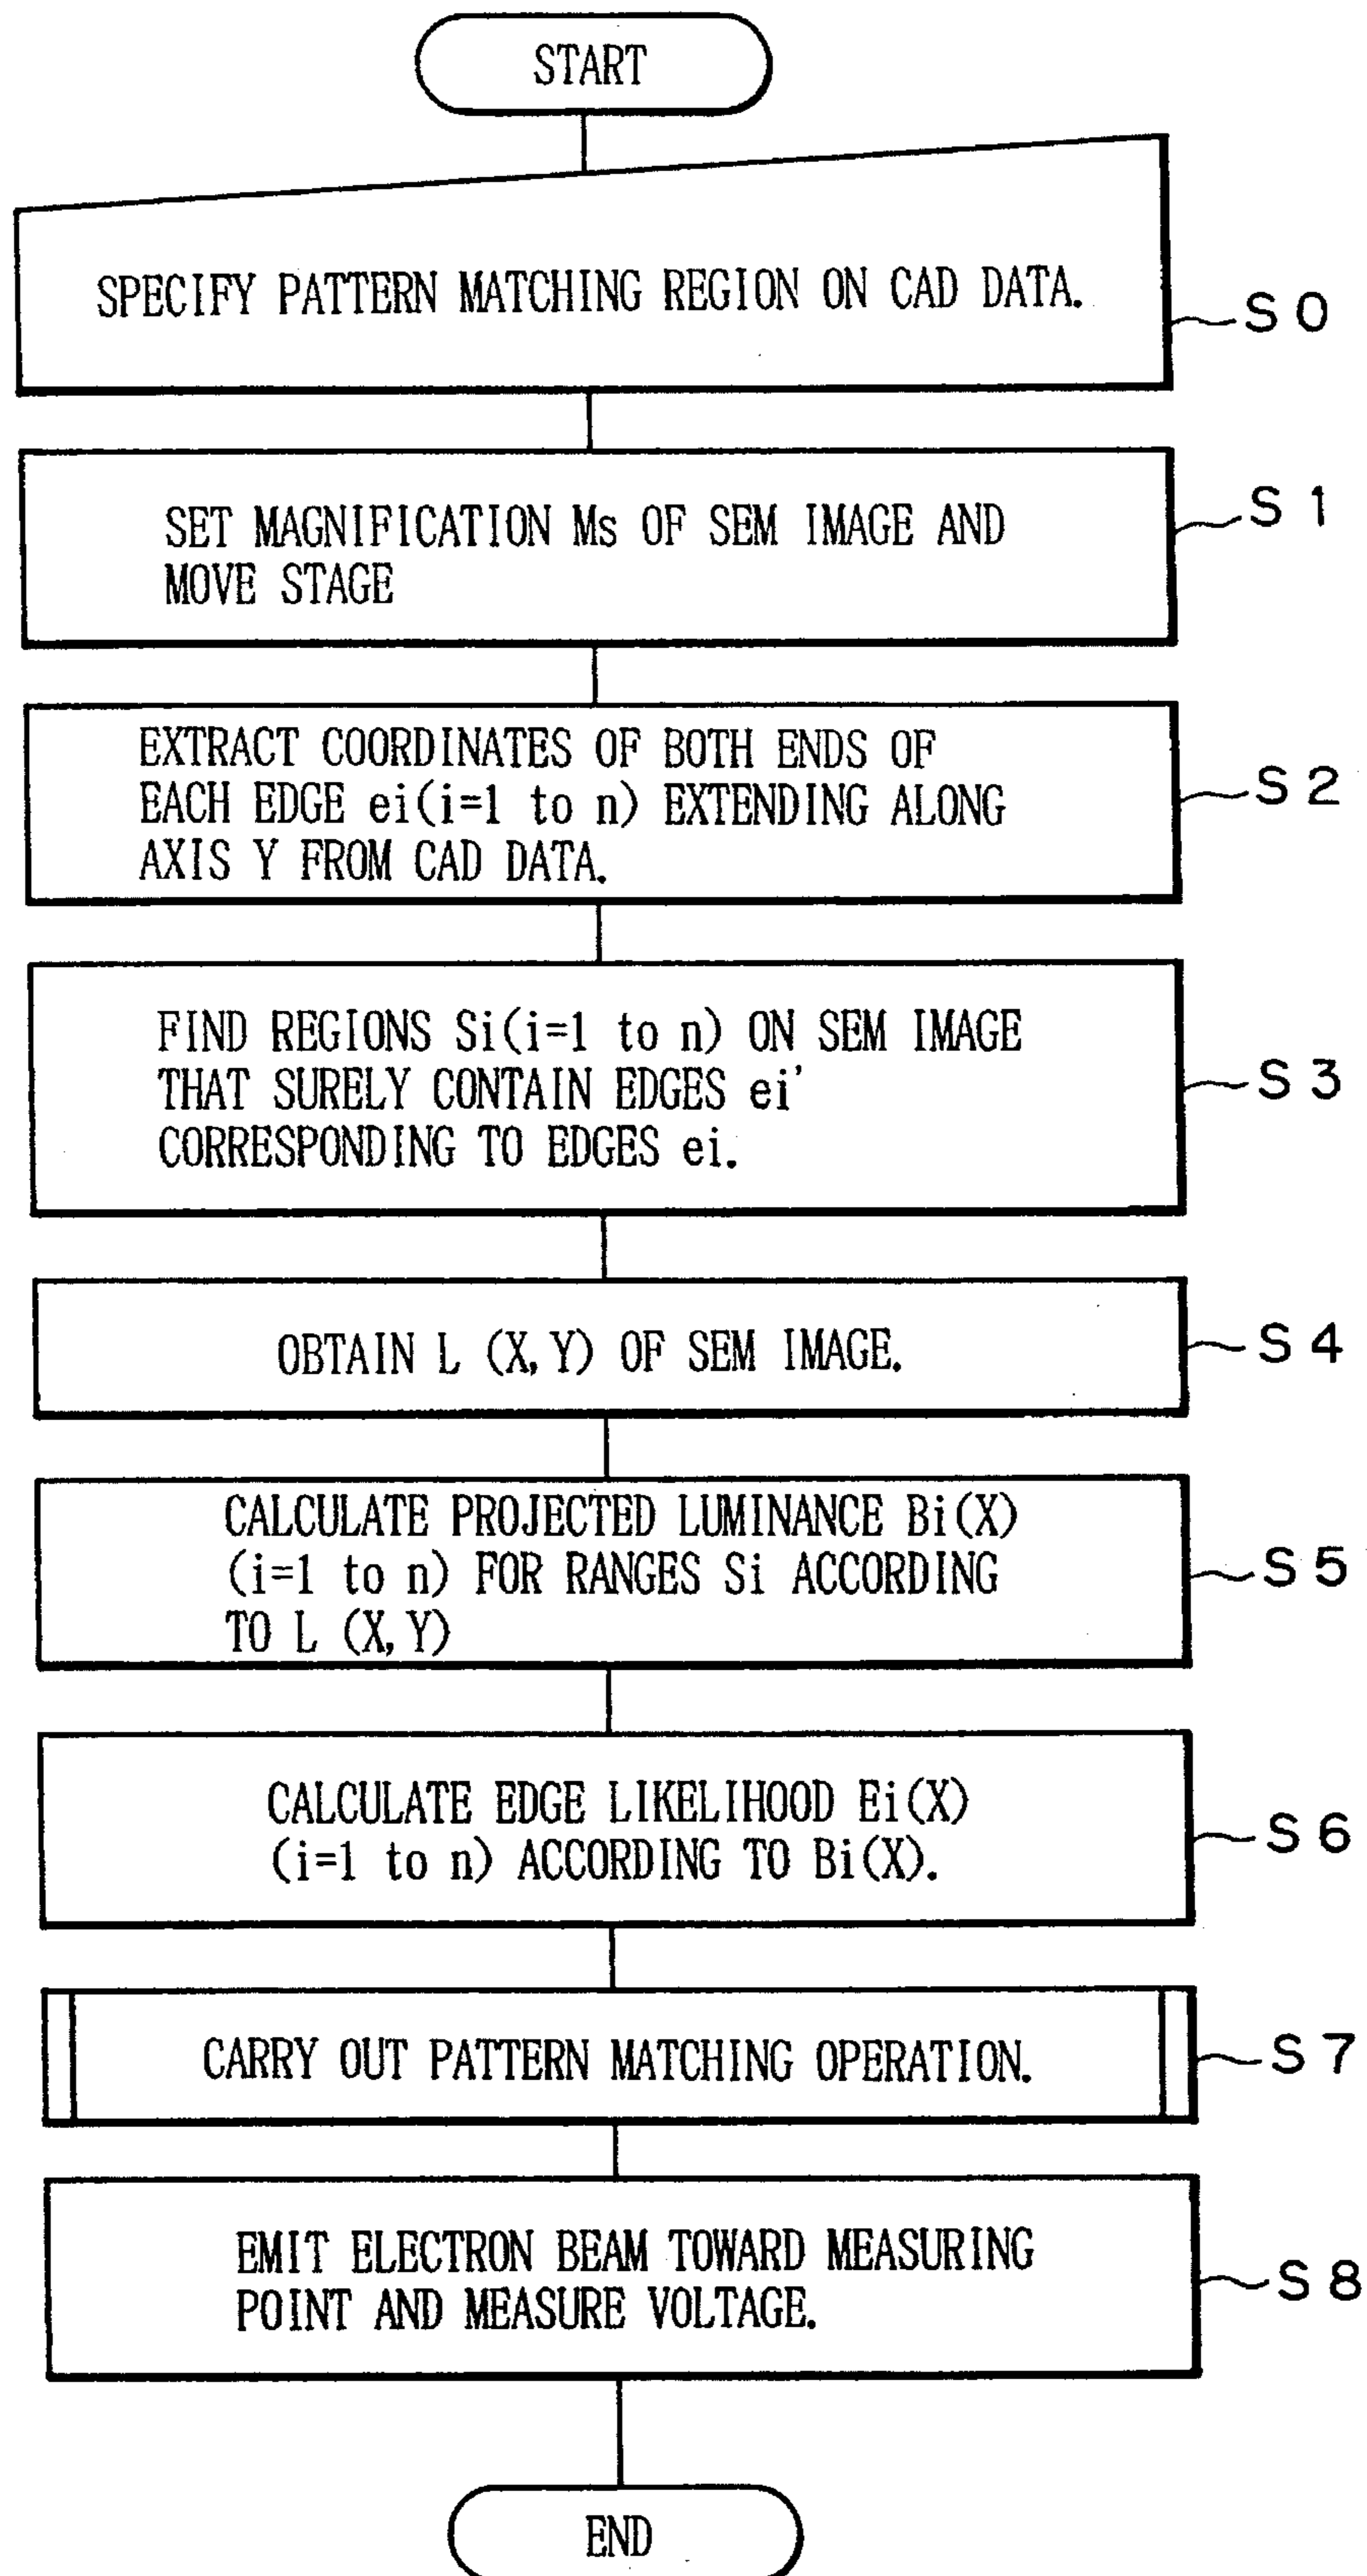 START
SPECIFY PATTERN MATCHING REGION ON CAD DATA.
S 0
SET MAGNIFICATION Ms OF SEM IMAGE AND
MOVE STAGE
S 1
EXTRACT COORDINATES OF BOTH ENDS OF
EACH EDGE ei(i=1 to n) EXTENDING ALONG
AXIS Y FROM CAD DATA.
S 2
FIND REGIONS Si(i=1 to n) ON SEM IMAGE
THAT SURELY CONTAIN EDGES ei'
CORRESPONDING TO EDGES ei.
S 3
OBTAIN L (X, Y) OF SEM IMAGE.
S 4
CALCULATE PROJECTED LUMINANCE Bi(X)
(i=1 to n) FOR RANGES Si ACCORDING
TO L (X, Y)
S 5
CALCULATE EDGE LIKELIHOOD Ei(X)
(i=1 to n) ACCORDING TO Bi(X).
S 6
CARRY OUT PATTERN MATCHING OPERATION.
S 7
EMIT ELECTRON BEAM TOWARD MEASURING
POINT AND MEASURE VOLTAGE.
S 8
END